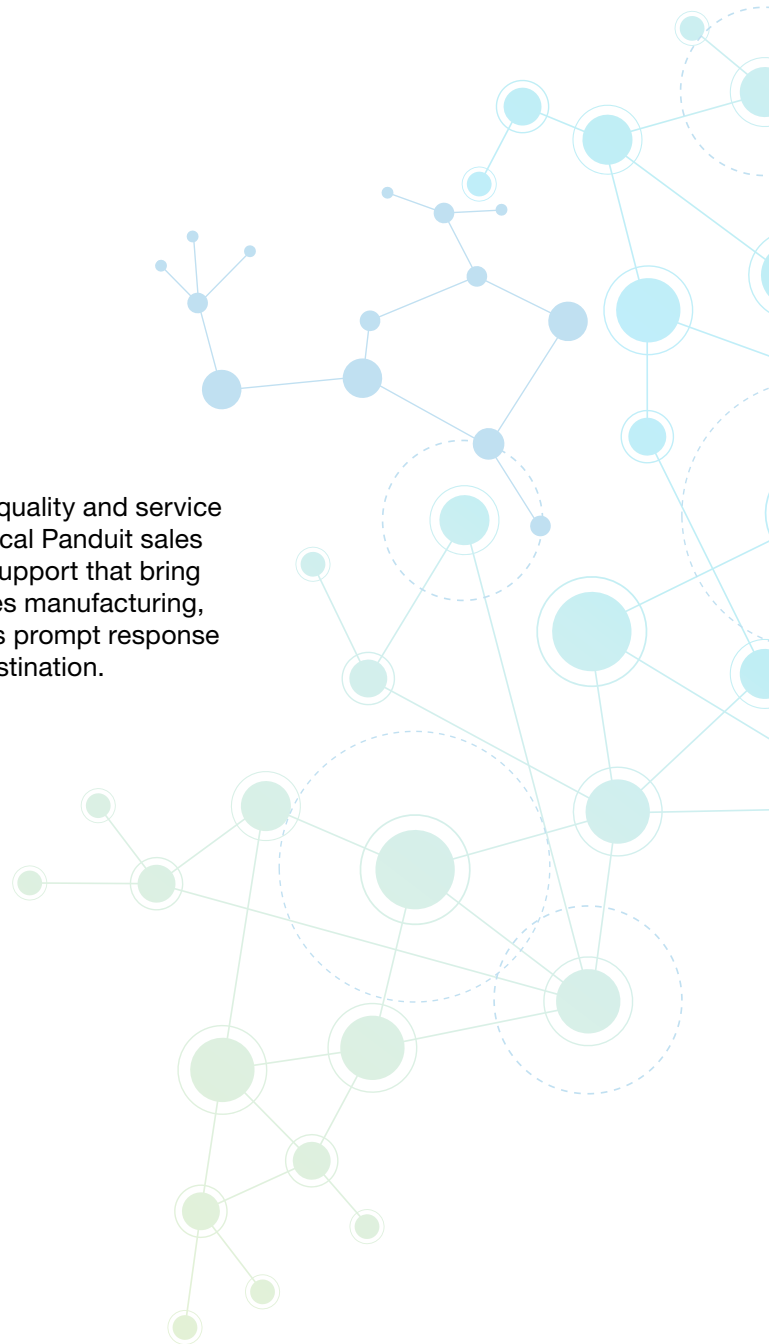 quality and service
cal Panduit sales
upport that bring
es manufacturing,
s prompt response
stination.